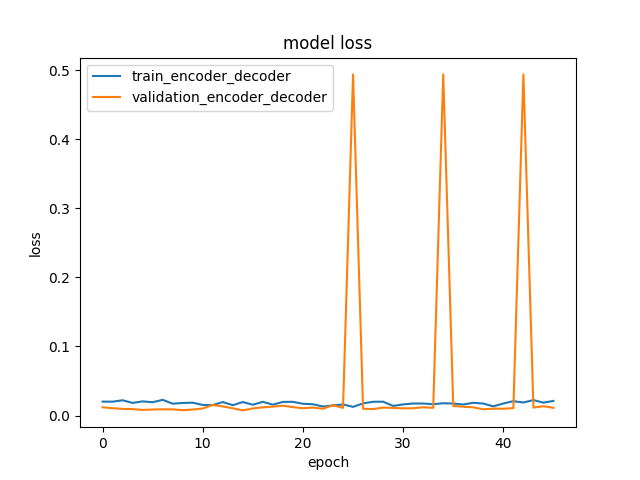 model loss
train_encoder_decoder
validation_encoder_decoder
0.5
0.4
0.3
0.2
0.1
0.0
loss
0 10 20 30 40
epoch